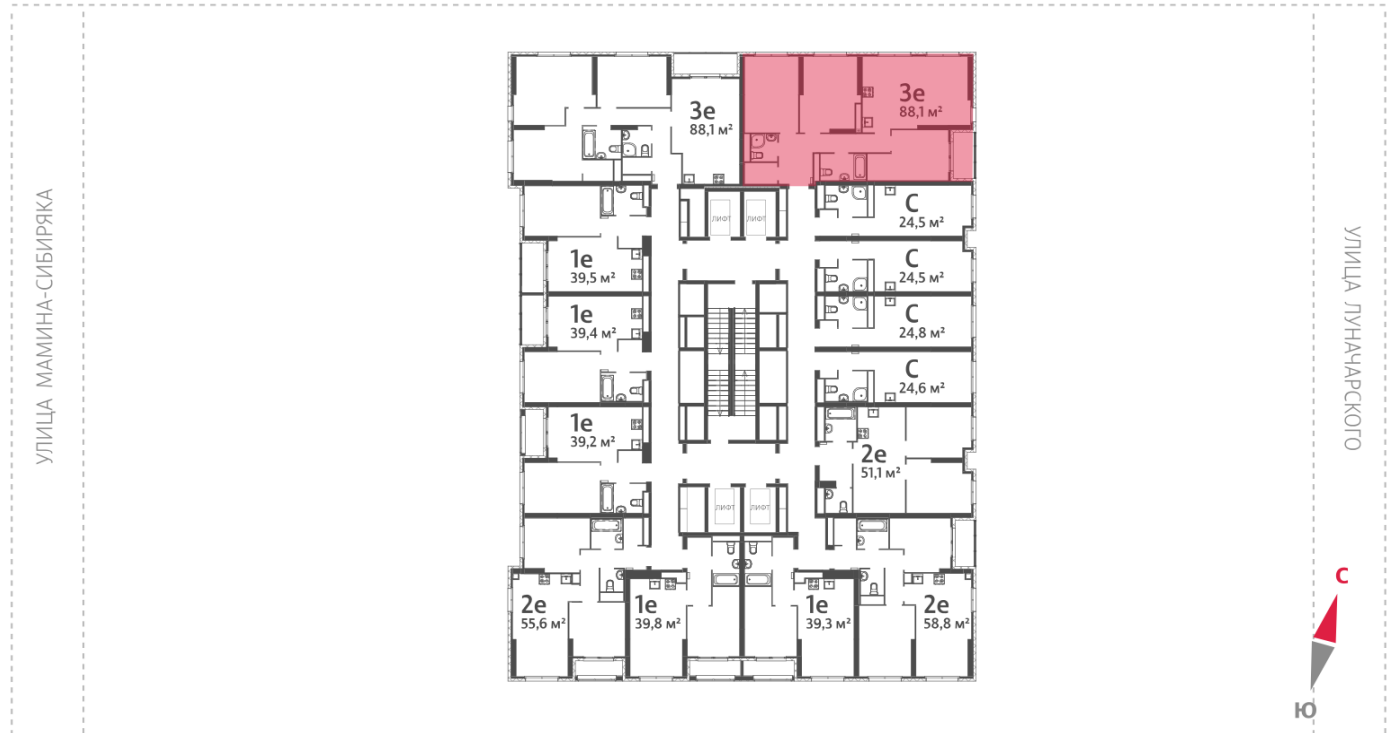 УЛИЦА МАМИНА-СИБИРЯКА
3е
88,1 м²
3е
88,1 м²
ЛИФТ
ЛИФТ
С
24,5 м²
1е
39,5 м²
С
24,5 м²
1е
39,4 м²
С
24,8 м²
С
24,6 м²
1е
39,2 м²
2е
51,1 м²
ЛИФТ
ЛИФТ
2е
55,6 м²
1е
39,8 м²
1е
39,3 м²
2е
58,8 м²
УЛИЦА ЛУНАЧАРСКОГО
С
Ю